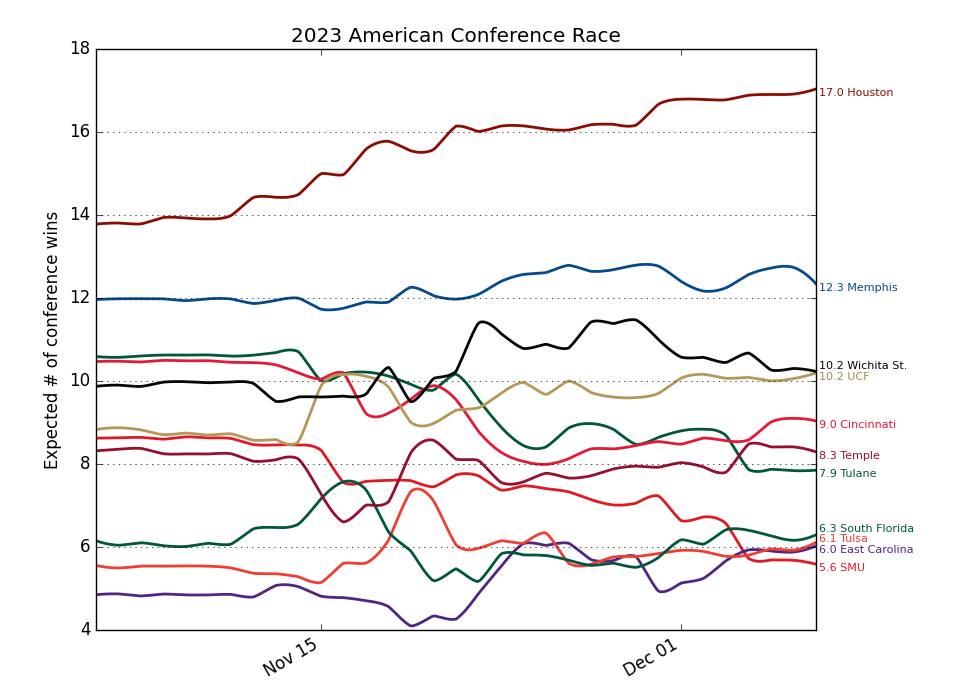 2023 American Conference Race
Expected # of conference wins
18
16
14
12
10
8
6
4
17.0 Houston
12.3 Memphis
10.2 Wichita St.
10.2 UCF
9.0 Cincinnati
8.3 Temple
7.9 Tulane
6.3 South Florida
6.1 Tulsa
6.0 East Carolina
5.6 SMU
Nov 15
Dec 01